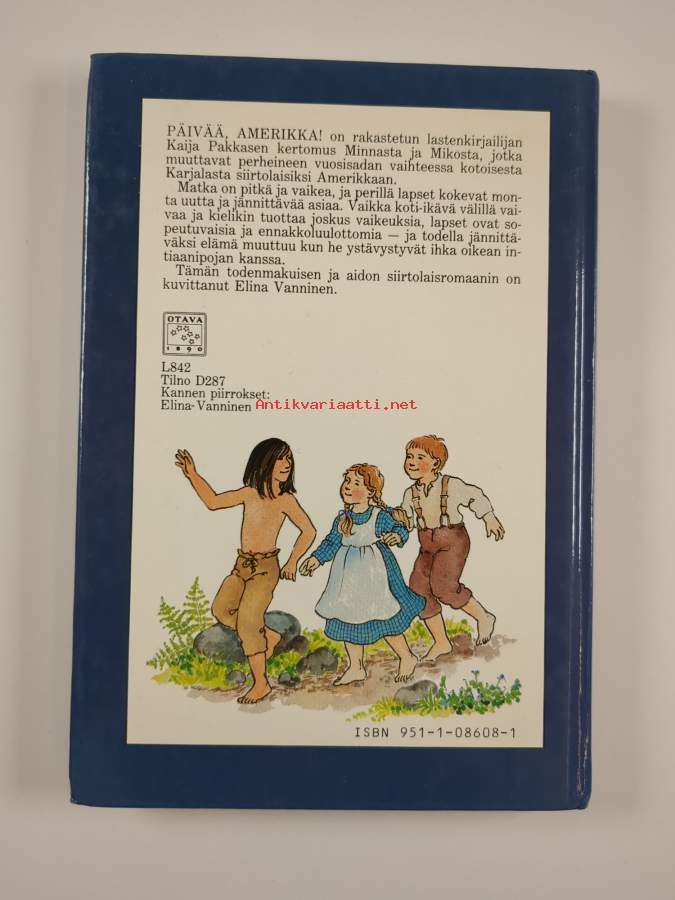 PÄIVÄÄ, AMERIKKA! on rakastetun lastenkirjailijan
Kaija Pakkasen kertomus Minnasta ja Mikosta, jotka
muuttavat perheineen vuosisadan vaihteessa kotoisesta
Karjalasta siirtolaisiksi Amerikkaan.
Matka on pitkä ja vaikea, ja perillä lapset kokevat mon-
ta uutta ja jännittävää asiaa. Vaikka koti-ikävä välillä vai-
vaa ja kielikin tuottaa joskus vaikeuksia, lapset ovat so-
peutuvaisia ja ennakkoluulottomia — ja todella jännittä-
väksi elämä muuttuu kun he ystävystyvät ihka oikean in-
tiaanipojan kanssa.
Tämän todenmakuisen ja aidon siirtolaisromaanin on
kuvittanut Elina Vanninen.
OTAVA
1890
L842
Tilno D287
Kannen piirrokset:
Elina-Vanninen
Antikvariaatti.net
ISBN 951-1-08608-1